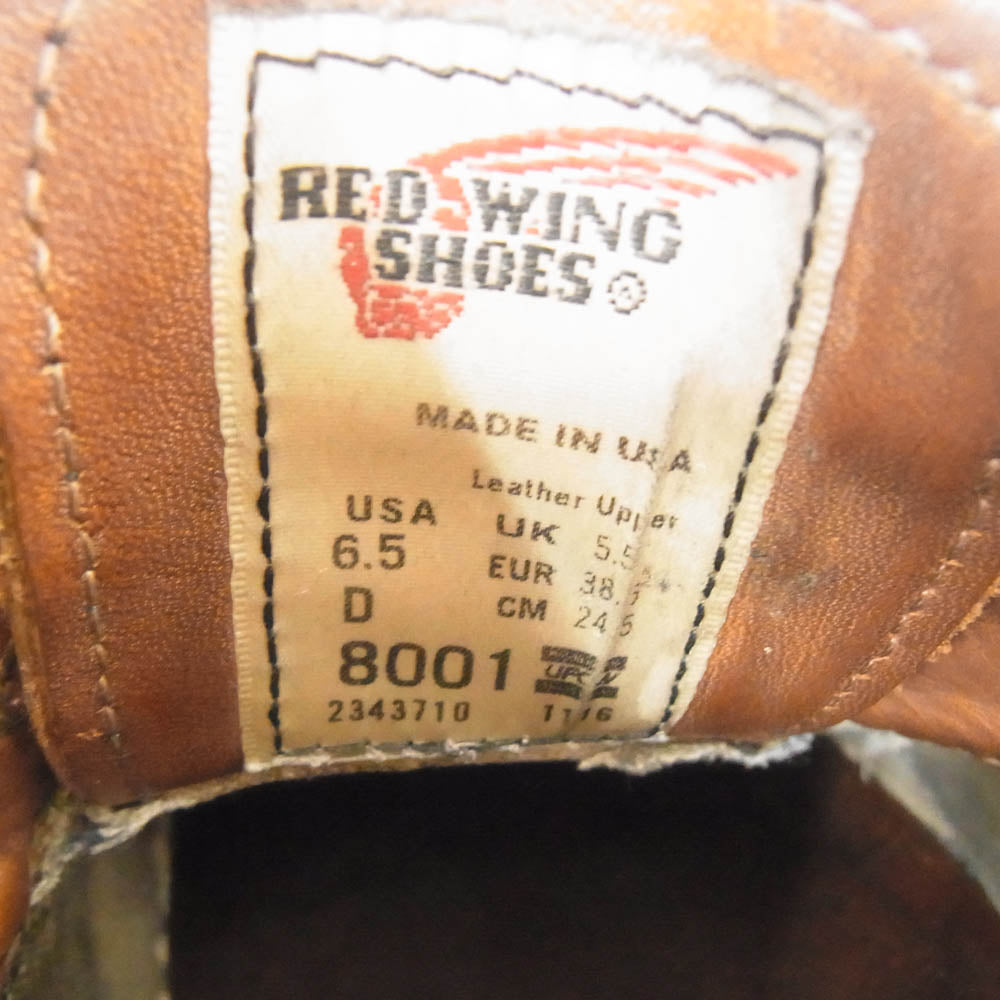 RED WING
SHOES ®
MADE IN USA
Leather Upper
USA UK 5.5
6.5 EUR 38.5
D CM 24.5
8001
2343710 11/6